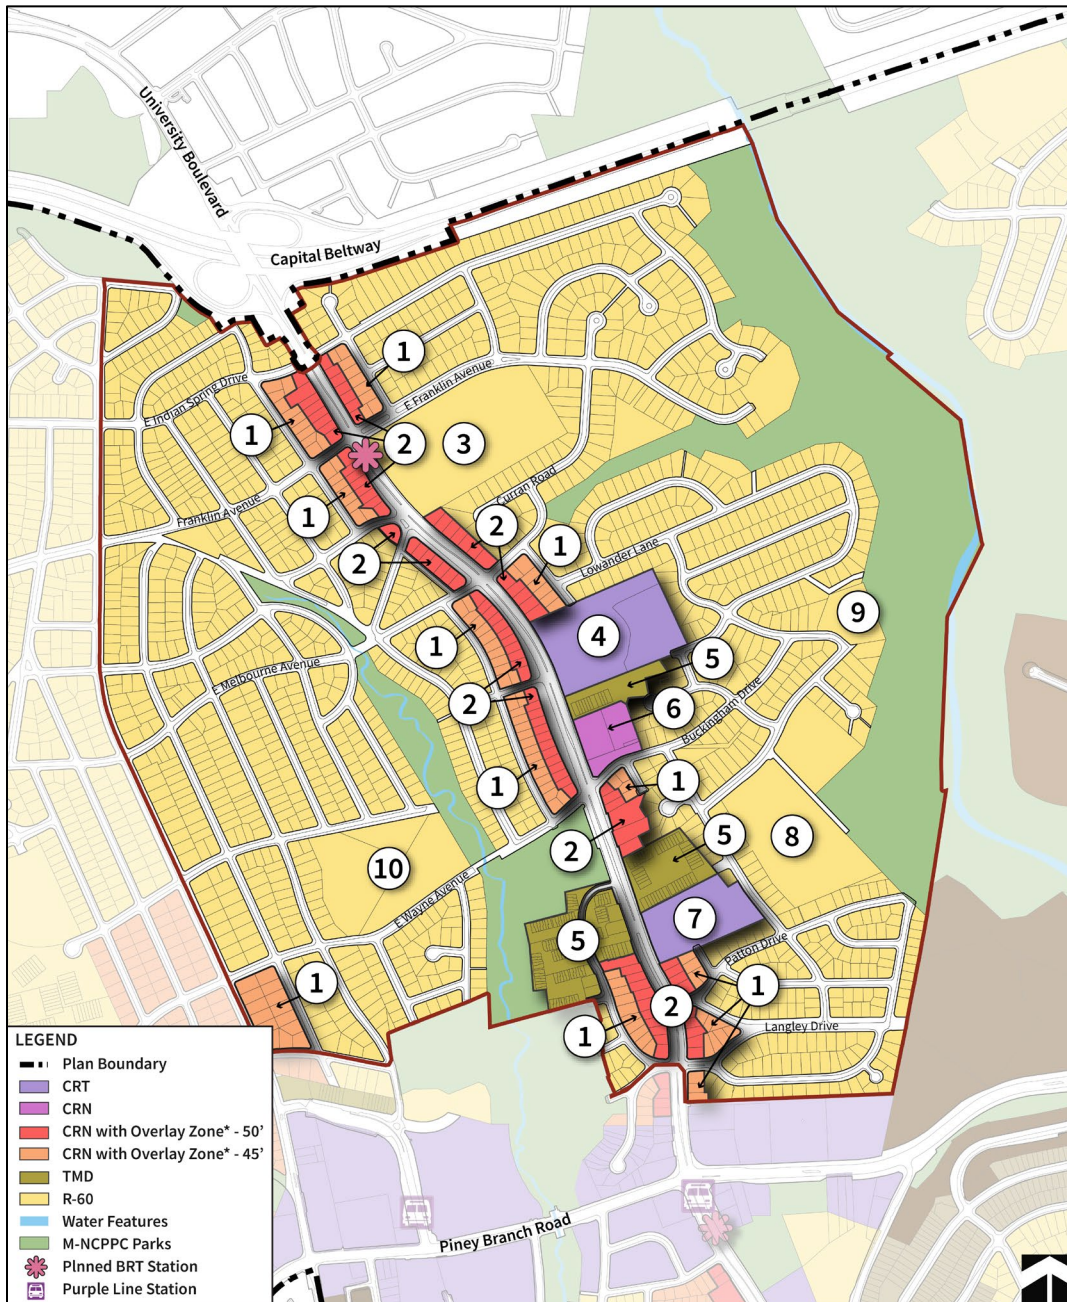 University Boulevard
Capital Beltway
1
E Indian Spring Drive
E Franklin Avenue
1
2
3
Franklin Avenue
1
Curran Road
2
1
2
Lowander Lane
9
4
1
5
E Melbourne Avenue
2
6
Buckingham Drive
1
1
5
8
2
10
E Wayne Avenue
7
5
Patton Drive
1
1
2
1
Langley Drive
LEGEND
Plan Boundary
CRT
CRN
CRN with Overlay Zone* - 50'
CRN with Overlay Zone* - 45'
TMD
R-60
Water Features
M-NCPPC Parks
Plnned BRT Station
Purple Line Station
Piney Branch Road